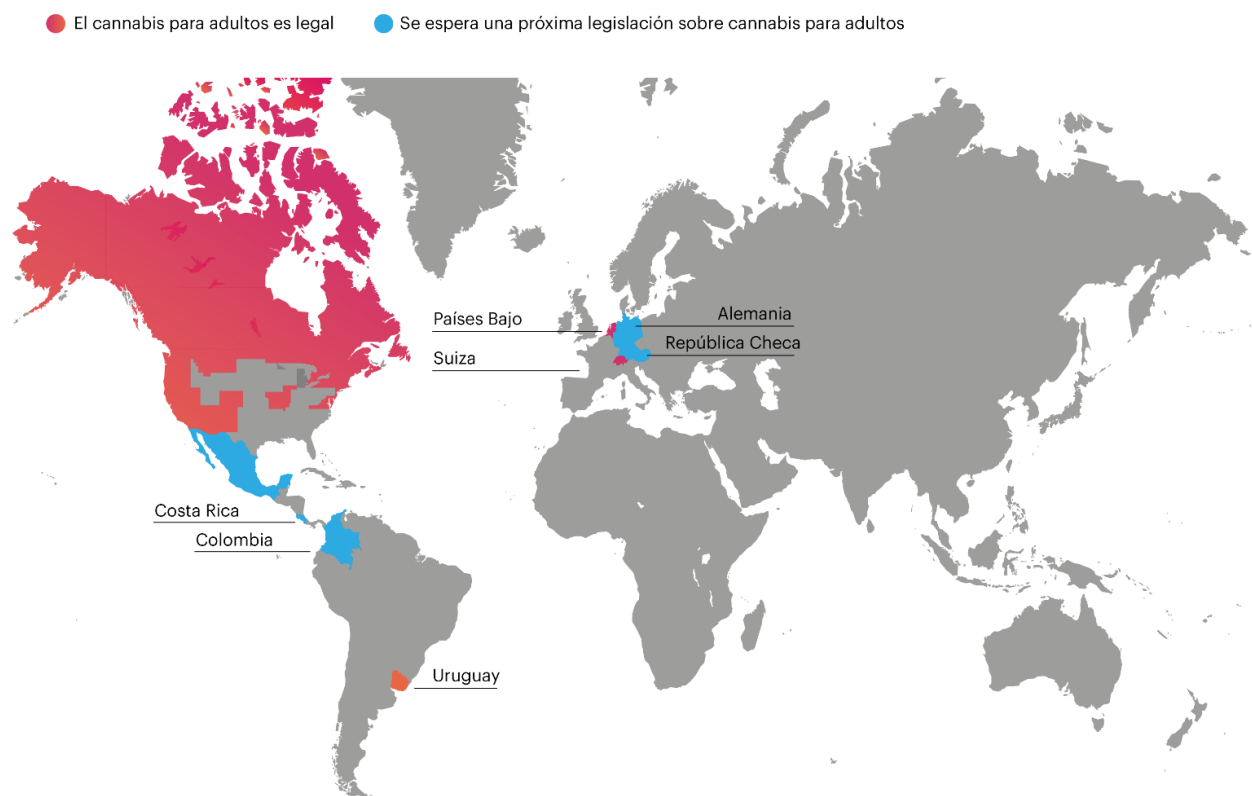 El cannabis para adultos es legal
Se espera una próxima legislación sobre cannabis para adultos
Países Bajo
Alemania
República Checa
Suiza
Costa Rica
Colombia
Uruguay